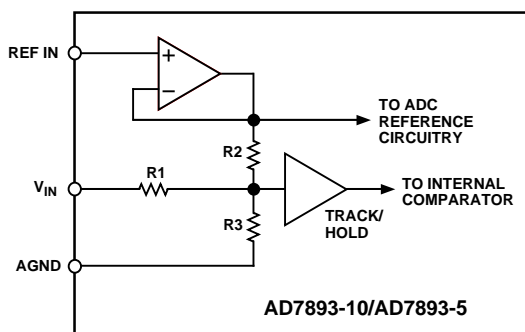 REF IN
+
–
TO ADC
REFERENCE
CIRCUITRY
R2
R1
V_IN
TO INTERNAL
COMPARATOR
TRACK/
HOLD
R3
AGND
AD7893-10/AD7893-5